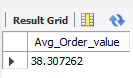 Result Grid
Avg_Order_value
38.307262